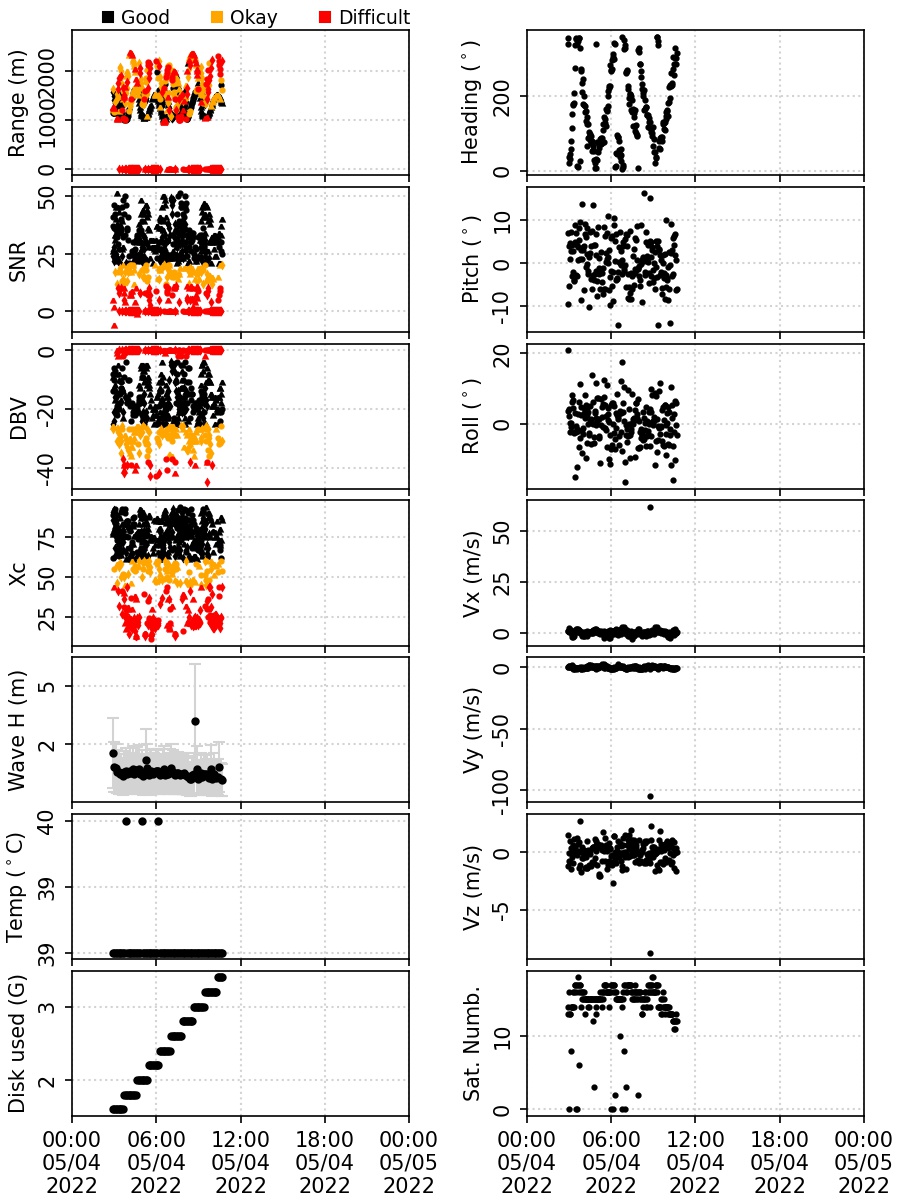 Good Okay Difficult
Range (m)
2000
1000
0
Heading (°)
200
0
SNR
50
25
0
Pitch (°)
10
0
-10
DBV
0
-20
-40
Roll (°)
20
0
Xc
75
50
25
Vx (m/s)
50
25
0
Wave H (m)
5
2
Vy (m/s)
0
-50
-100
Temp (°C)
40
39
39
Vz (m/s)
0
-5
Disk used (G)
3
2
Sat. Numb.
10
0
00:00 06:00 12:00 18:00 00:00
05/04 05/04 05/04 05/04 05/05
2022 2022 2022 2022 2022
00:00 06:00 12:00 18:00 00:00
05/04 05/04 05/04 05/04 05/05
2022 2022 2022 2022 2022